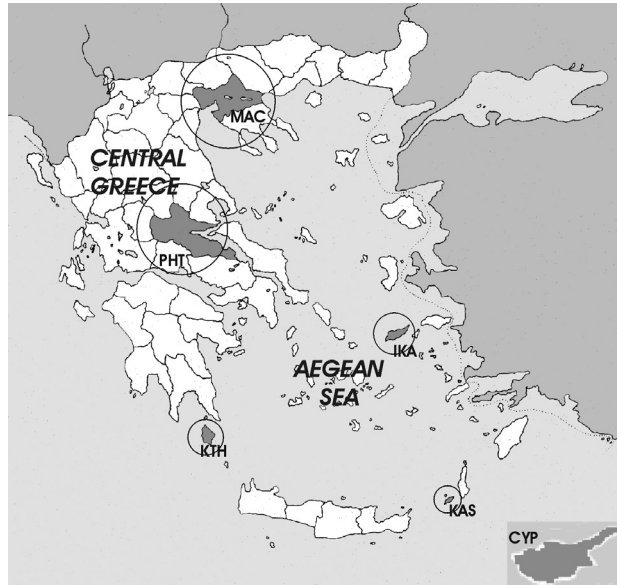 MAC
CENTRAL
GREECE
PHT
IKA
AEGEAN
SEA
KTH
KAS
CYP